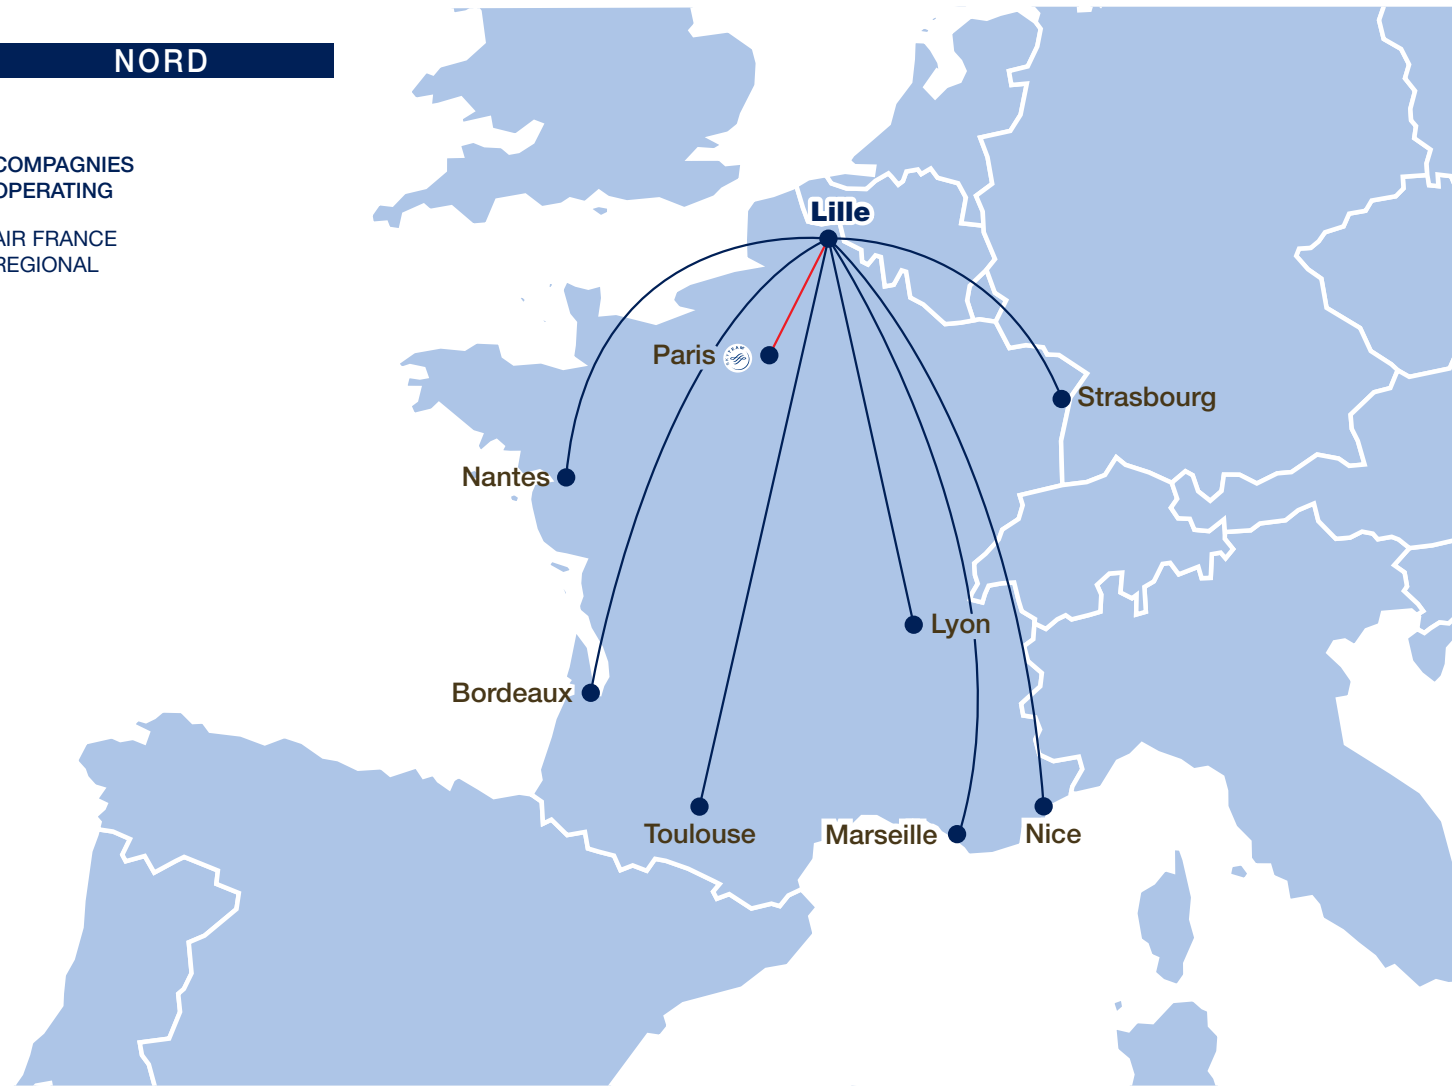 NORD
COMPAGNIES
OPERATING
AIR FRANCE
REGIONAL
Lille
Paris
Strasbourg
Nantes
Lyon
Bordeaux
Toulouse
Marseille
Nice